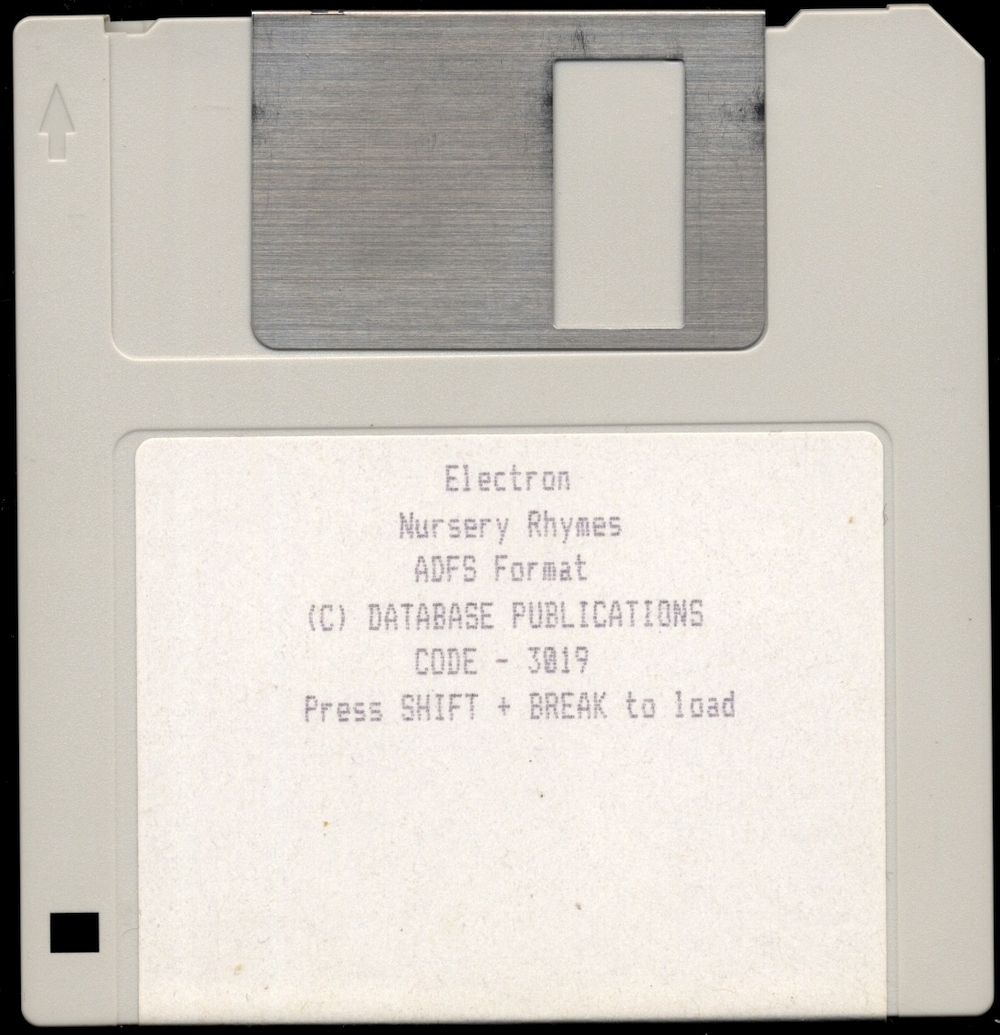 Electron
Nursery Rhymes
ADFS Format
(C) DATABASE PUBLICATIONS
CODE - 3019
Press SHIFT + BREAK to load